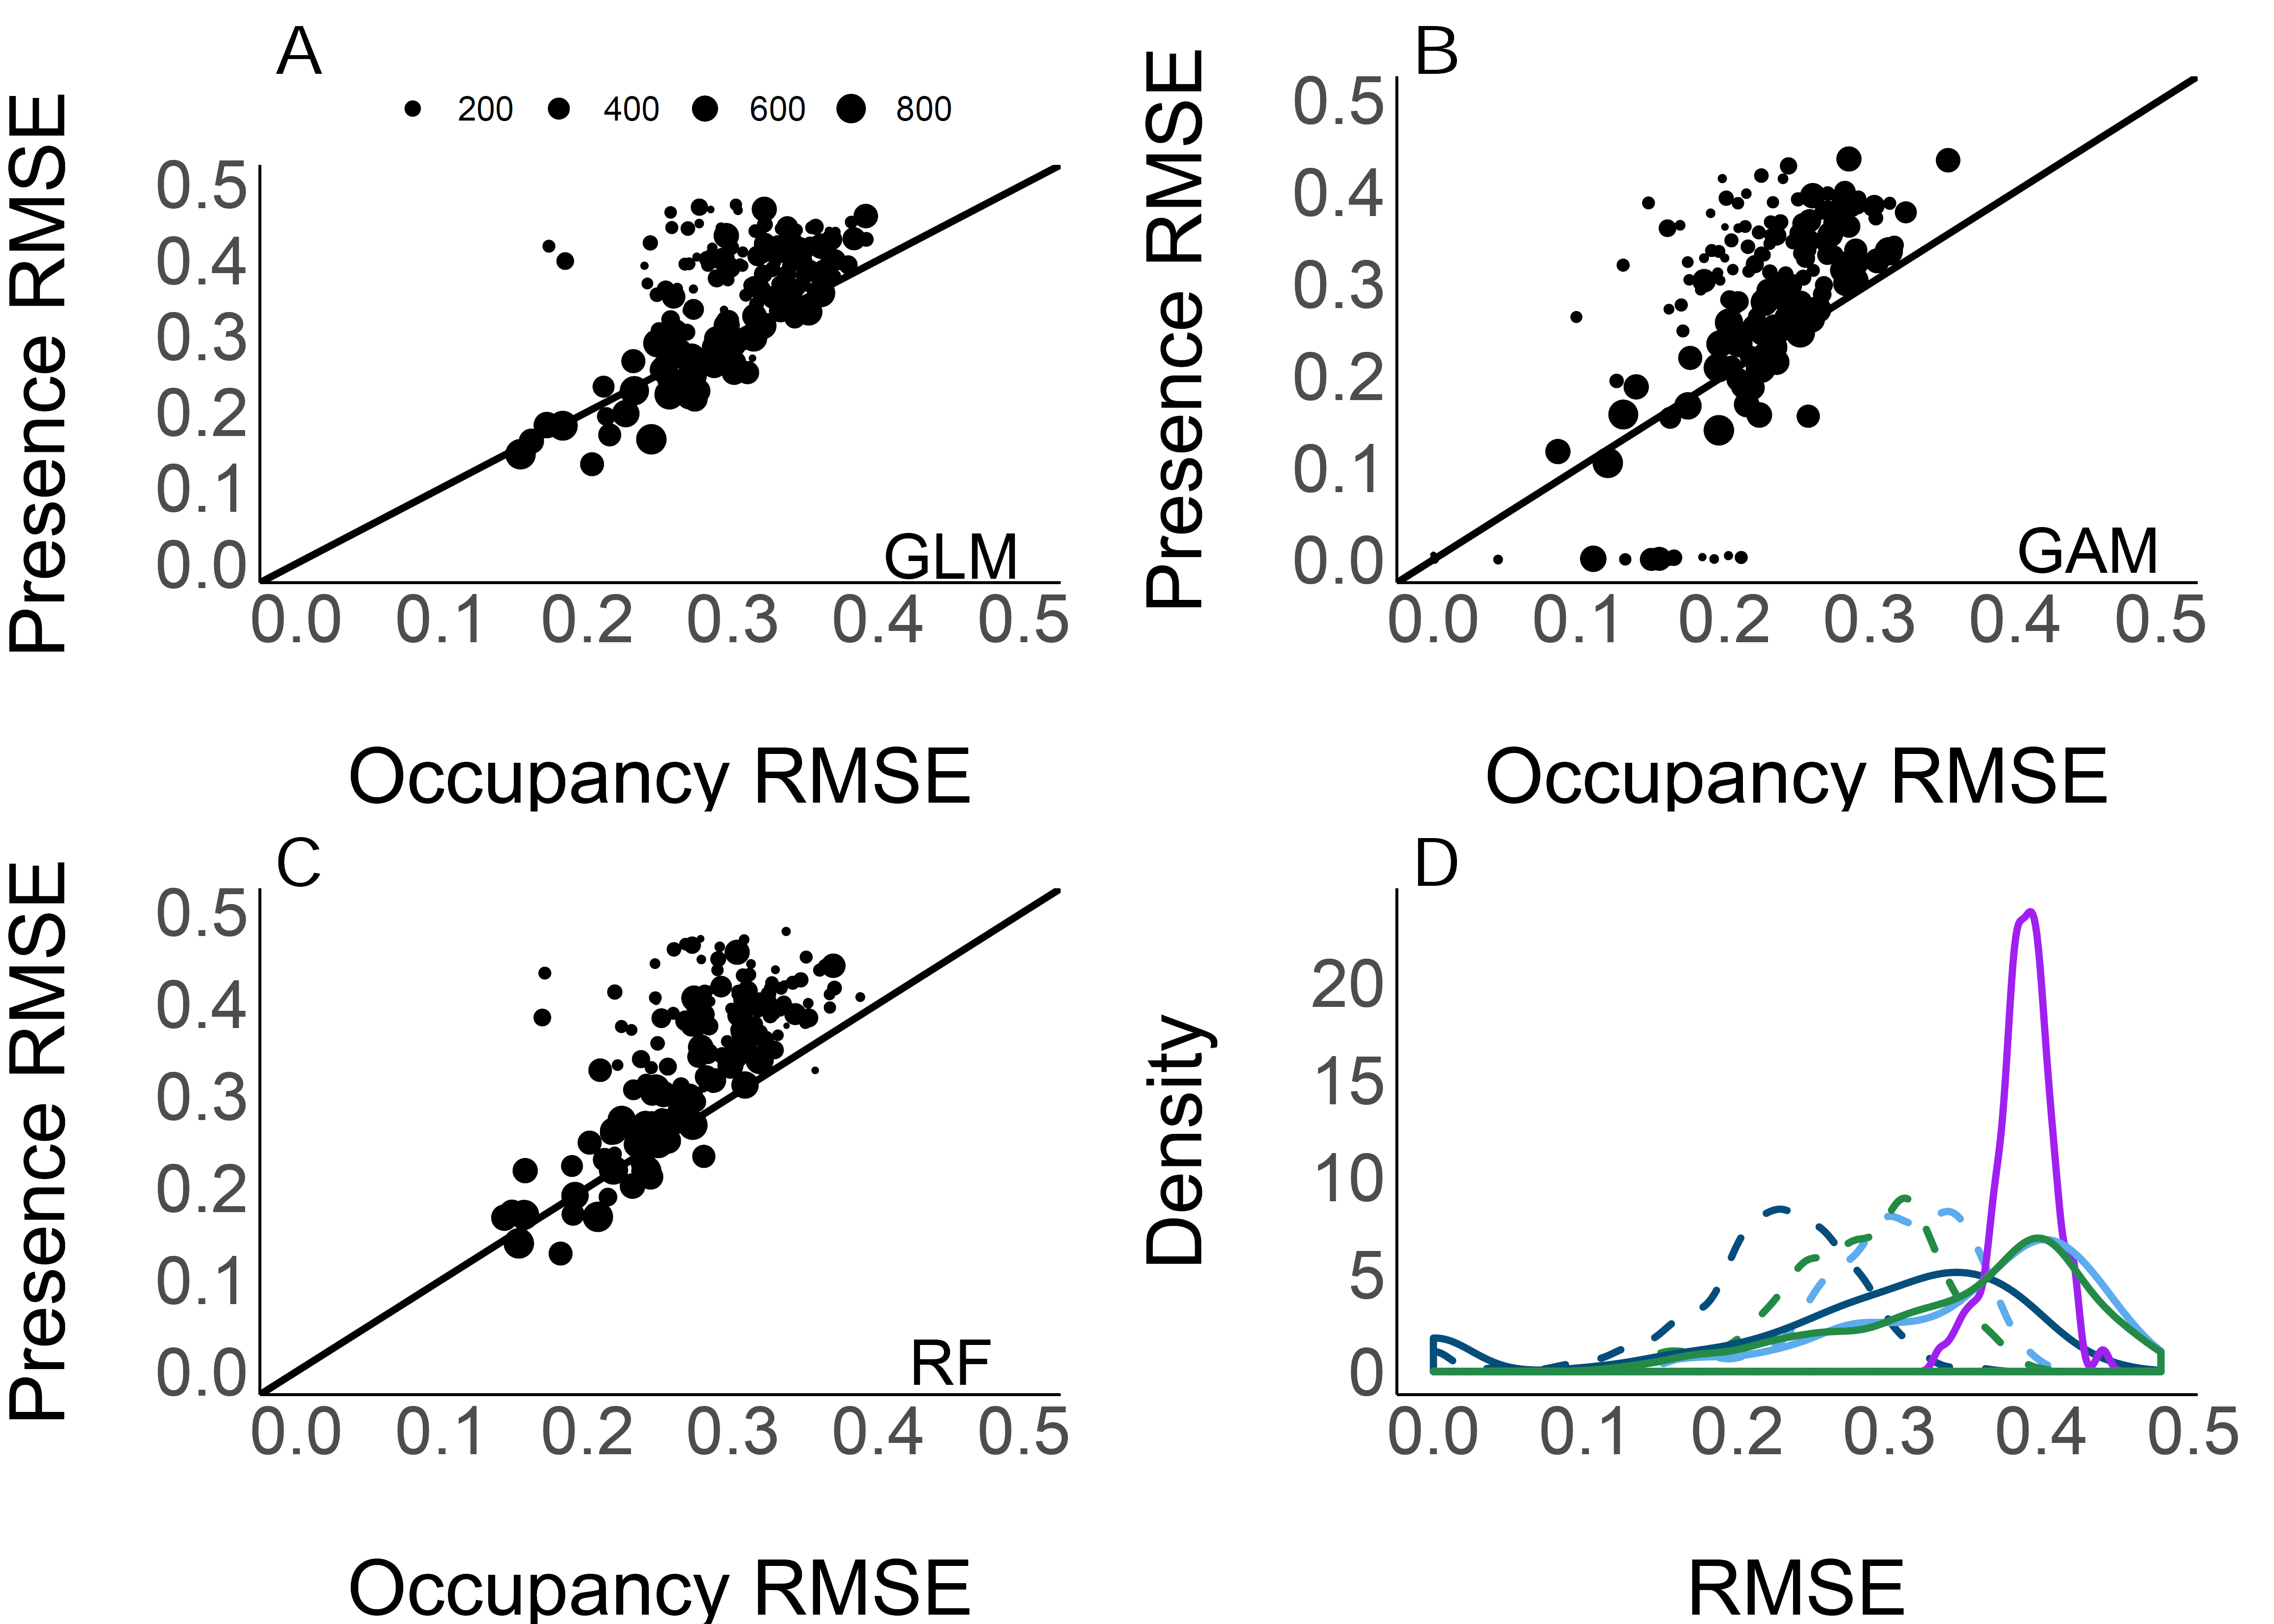 A
200 400 600 800
Presence RMSE
0.5
0.4
0.3
0.2
0.1
0.0
GLM
0.0 0.1 0.2 0.3 0.4 0.5
Occupancy RMSE
B
Presence RMSE
0.5
0.4
0.3
0.2
0.1
0.0
GAM
0.0 0.1 0.2 0.3 0.4 0.5
Occupancy RMSE
C
Presence RMSE
0.5
0.4
0.3
0.2
0.1
0.0
RF
0.0 0.1 0.2 0.3 0.4 0.5
Occupancy RMSE
D
Density
20
15
10
5
0
0.0 0.1 0.2 0.3 0.4 0.5
RMSE